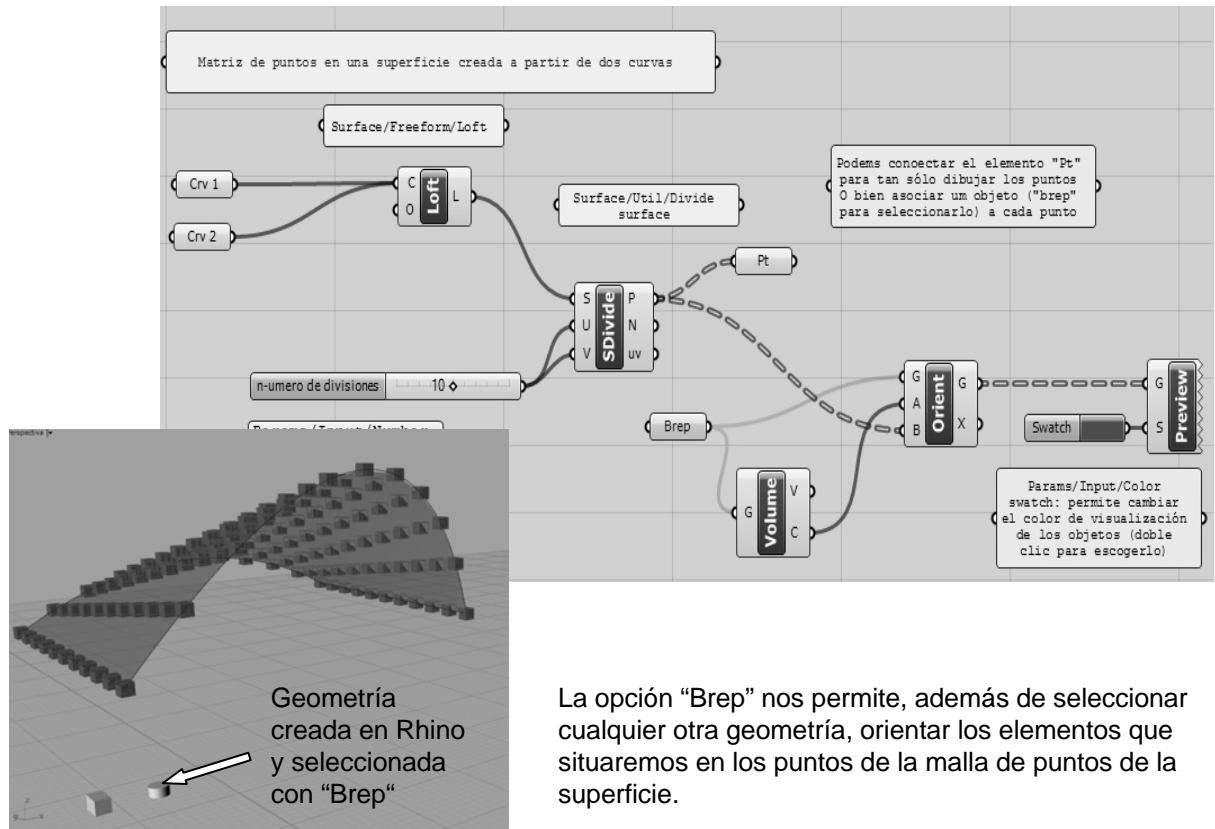 Matriz de puntos en una superficie creada a partir de dos curvas
Surface/Freeform/Loft
Crv 1
Crv 2
C
O
Loft
L
Surface/Util/Divide
surface
Podems conoectar el elemento "Pt"
para tan sólo dibujar los puntos
O bien asociar um objeto ("brep"
para seleccionarlo) a cada punto
Pt
S
U
V
SDivide
P
N
uv
n-umero de divisiones
10
Params/Input/Number
Brep
G
Volume
V
C
G
A
B
Orient
G
X
Swatch
G
S
Preview
Params/Input/Color
swatch: permite cambiar
el color de visualización
de los objetos (doble
clic para escogerlo)
Geometría
creada en Rhino
y seleccionada
con “Brep“
La opción “Brep” nos permite, además de seleccionar
cualquier otra geometría, orientar los elementos que
situaremos en los puntos de la malla de puntos de la
superficie.